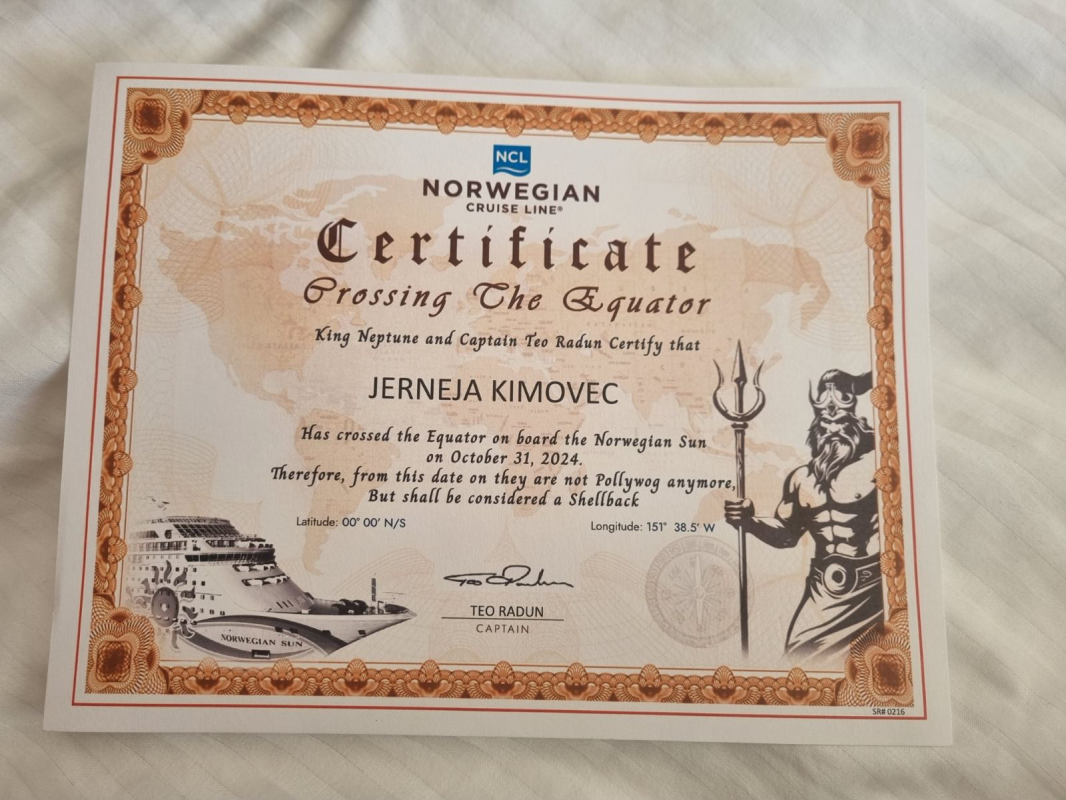 NCL
NORWEGIAN
CRUISE LINE®
Certificate
Crossing The Equator
King Neptune and Captain Teo Radun Certify that
JERNEJA KIMOVEC
Has crossed the Equator on board the Norwegian Sun
on October 31, 2024.
Therefore, from this date on they are not Pollywog anymore,
But shall be considered a Shellback
Latitude: 00° 00' N/S
Longitude: 151° 38.5' W
Teo Radun
TEO RADUN
CAPTAIN
NORWEGIAN SUN
SR# 0216